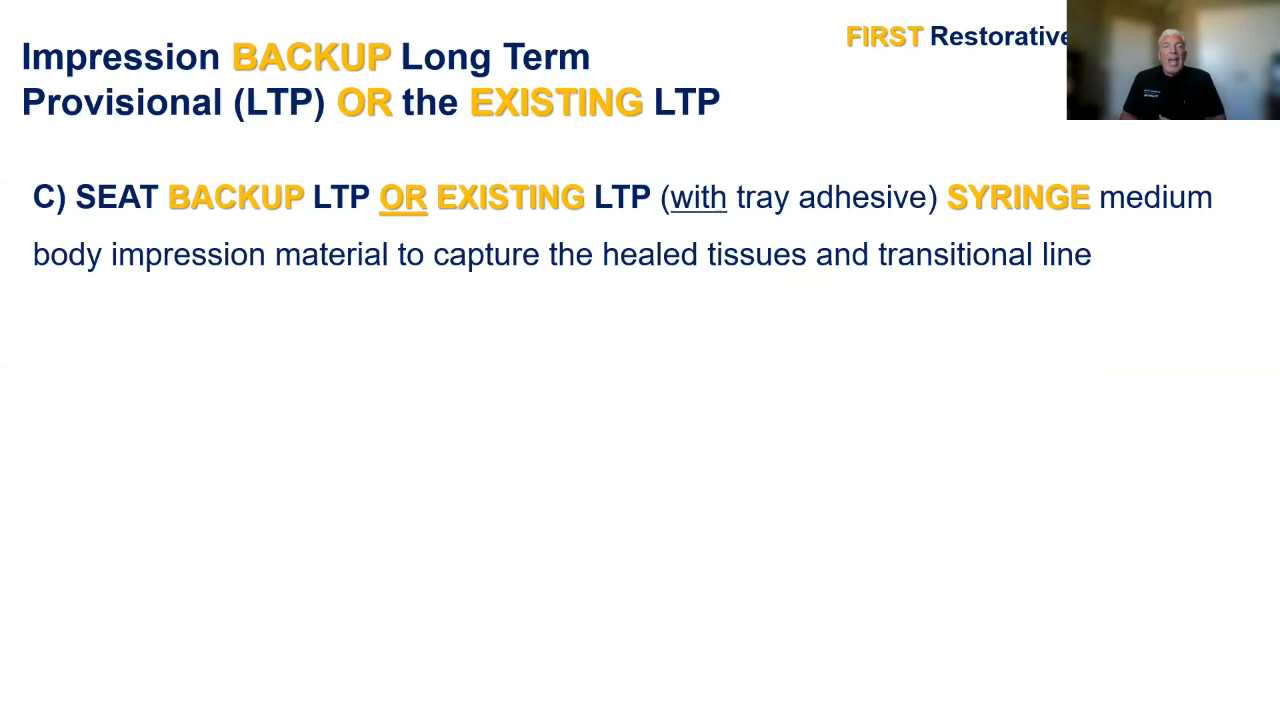 Impression BACKUP Long Term
Provisional (LTP) OR the EXISTING LTP
FIRST Restorative
C) SEAT BACKUP LTP OR EXISTING LTP (with tray adhesive) SYRINGE medium
body impression material to capture the healed tissues and transitional line